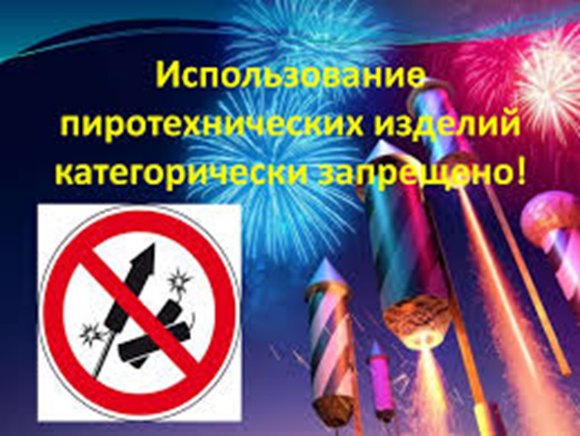 Использование
пиротехнических изделий
категорически запрещено!